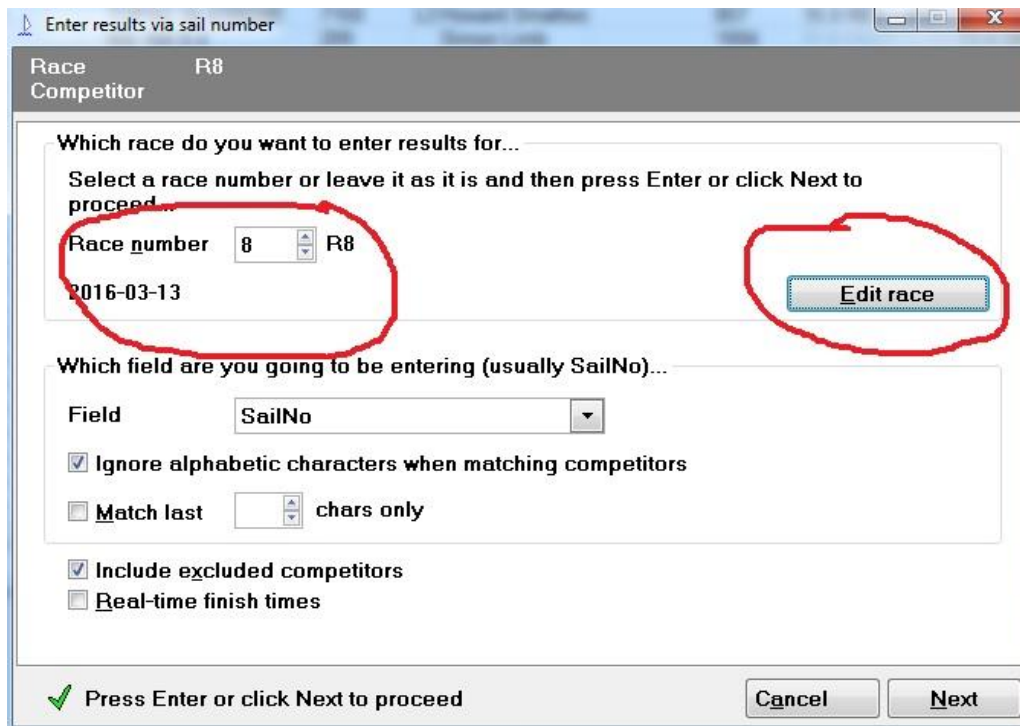 Enter results via sail number
Race R8
Competitor
Which race do you want to enter results for...
Select a race number or leave it as it is and then press Enter or click Next to
proceed...
Race number 8 R8
2016-03-13
Edit race
Which field are you going to be entering (usually SailNo)...
Field SailNo
Ignore alphabetic characters when matching competitors
Match last chars only
Include excluded competitors
Real-time finish times
Press Enter or click Next to proceed
Cancel Next